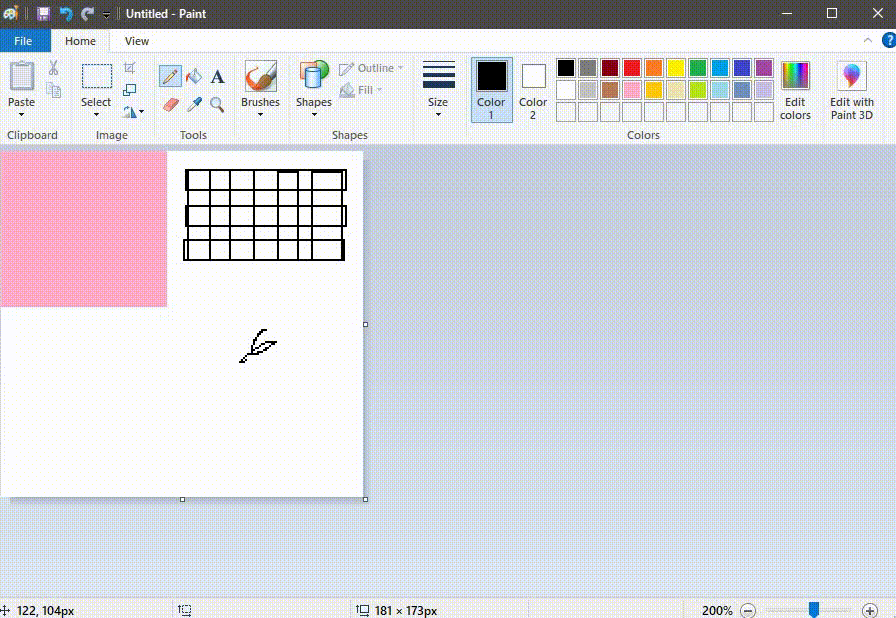 Untitled - Paint
File Home View
Paste
Select
Brushes
Shapes
Outline
Fill
Size
Color 1
Color 2
Edit colors
Edit with Paint 3D
Clipboard
Image
Tools
Shapes
Colors
122, 104px
181 × 173px
200%